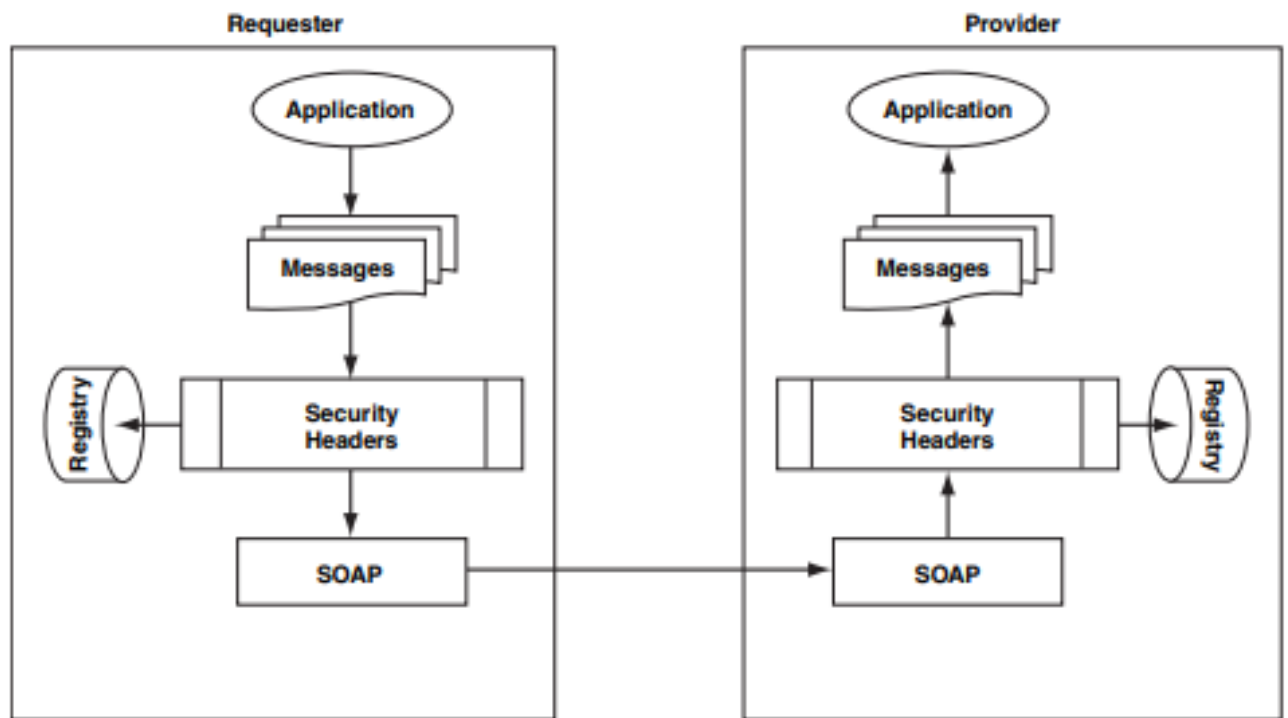 Requester
Application
Messages
Registry
Security
Headers
SOAP
Provider
Application
Messages
Security
Headers
Registry
SOAP